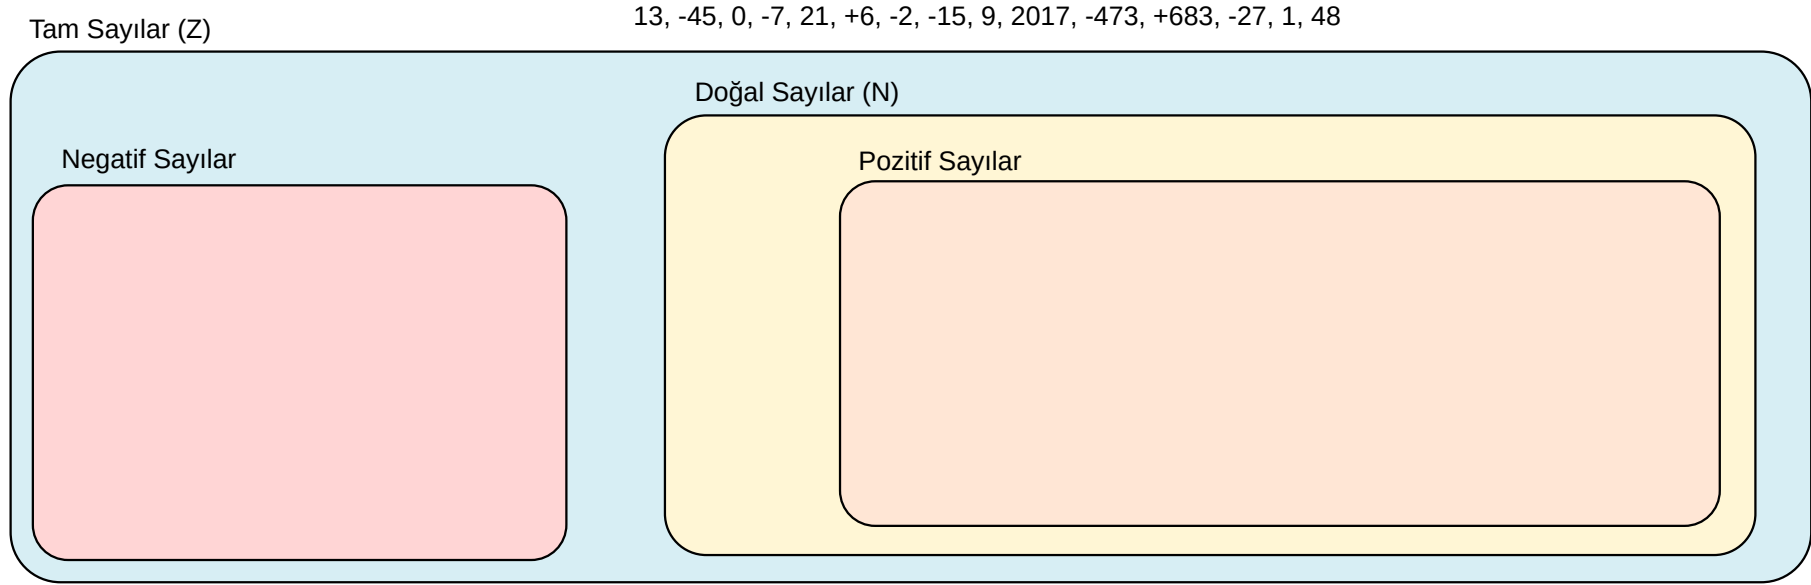 13, -45, 0, -7, 21, +6, -2, -15, 9, 2017, -473, +683, -27, 1, 48
Tam Sayılar (Z)
Doğal Sayılar (N)
Negatif Sayılar
Pozitif Sayılar